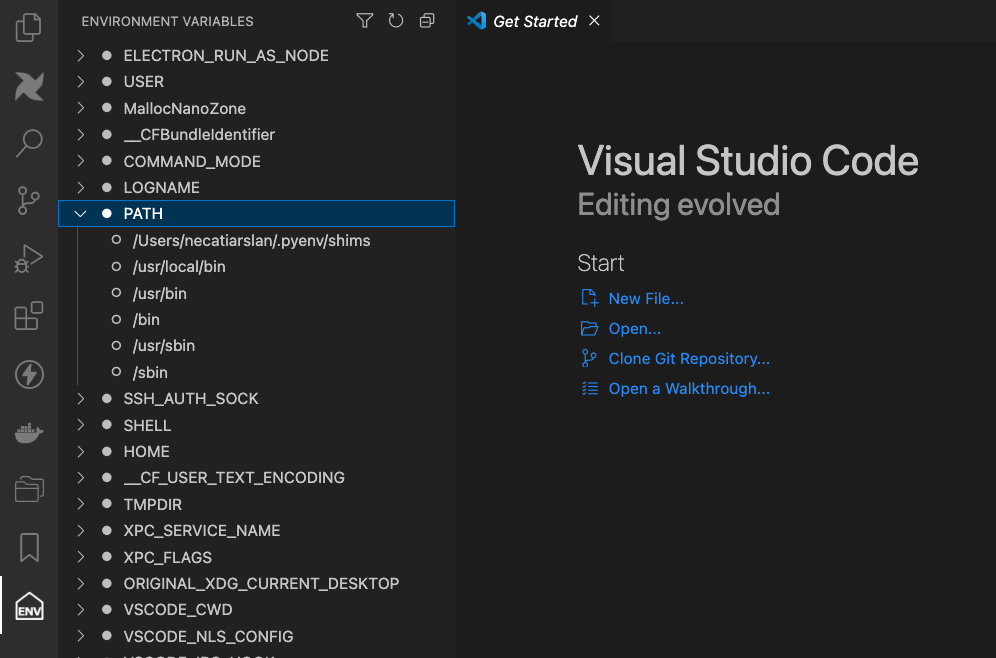 ENVIRONMENT VARIABLES
ELECTRON_RUN_AS_NODE
USER
MallocNanoZone
__CFBundleIdentifier
COMMAND_MODE
LOGNAME
PATH
/Users/necatiarslan/.pyenv/shims
/usr/local/bin
/usr/bin
/bin
/usr/sbin
/sbin
SSH_AUTH_SOCK
SHELL
HOME
__CF_USER_TEXT_ENCODING
TMPDIR
XPC_SERVICE_NAME
XPC_FLAGS
ORIGINAL_XDG_CURRENT_DESKTOP
VSCODE_CWD
VSCODE_NLS_CONFIG
ENV
Get Started
Visual Studio Code
Editing evolved
Start
New File...
Open...
Clone Git Repository...
Open a Walkthrough...